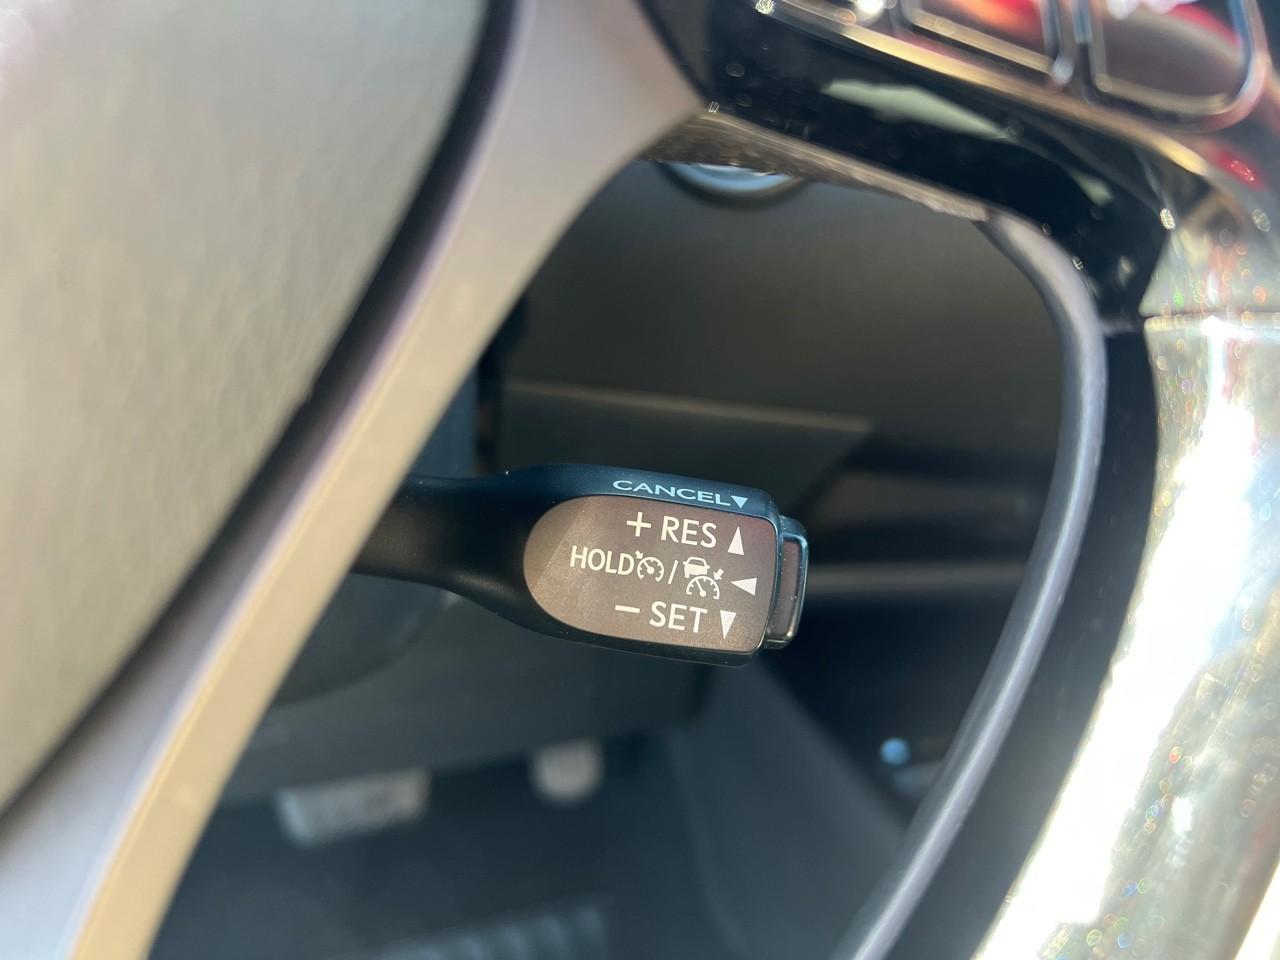 CANCEL▼
+ RES ▲
HOLD / ◀
− SET ▼